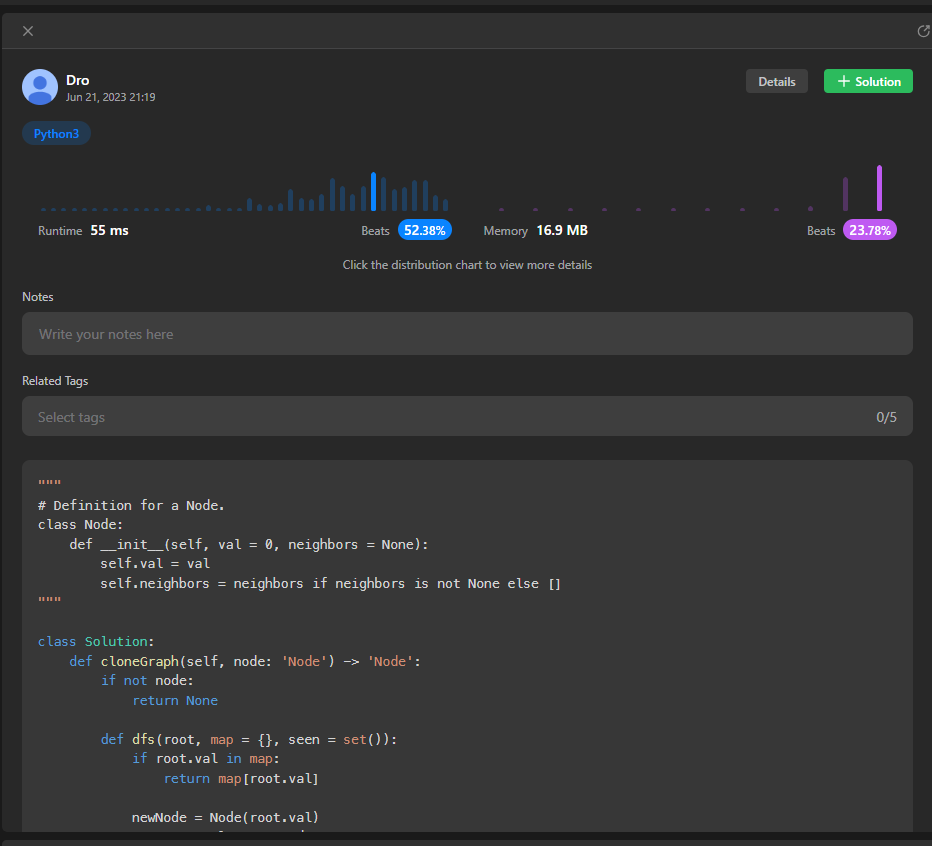 Dro
Jun 21, 2023 21:19
Details
+ Solution
Python3
Runtime 55 ms
Beats 52.38%
Memory 16.9 MB
Beats 23.78%
Click the distribution chart to view more details
Notes
Write your notes here
Related Tags
Select tags 0/5
"""
# Definition for a Node.
class Node:
    def __init__(self, val = 0, neighbors = None):
        self.val = val
        self.neighbors = neighbors if neighbors is not None else []
"""
class Solution:
    def cloneGraph(self, node: 'Node') -> 'Node':
        if not node:
            return None
        def dfs(root, map = {}, seen = set()):
            if root.val in map:
                return map[root.val]
            newNode = Node(root.val)